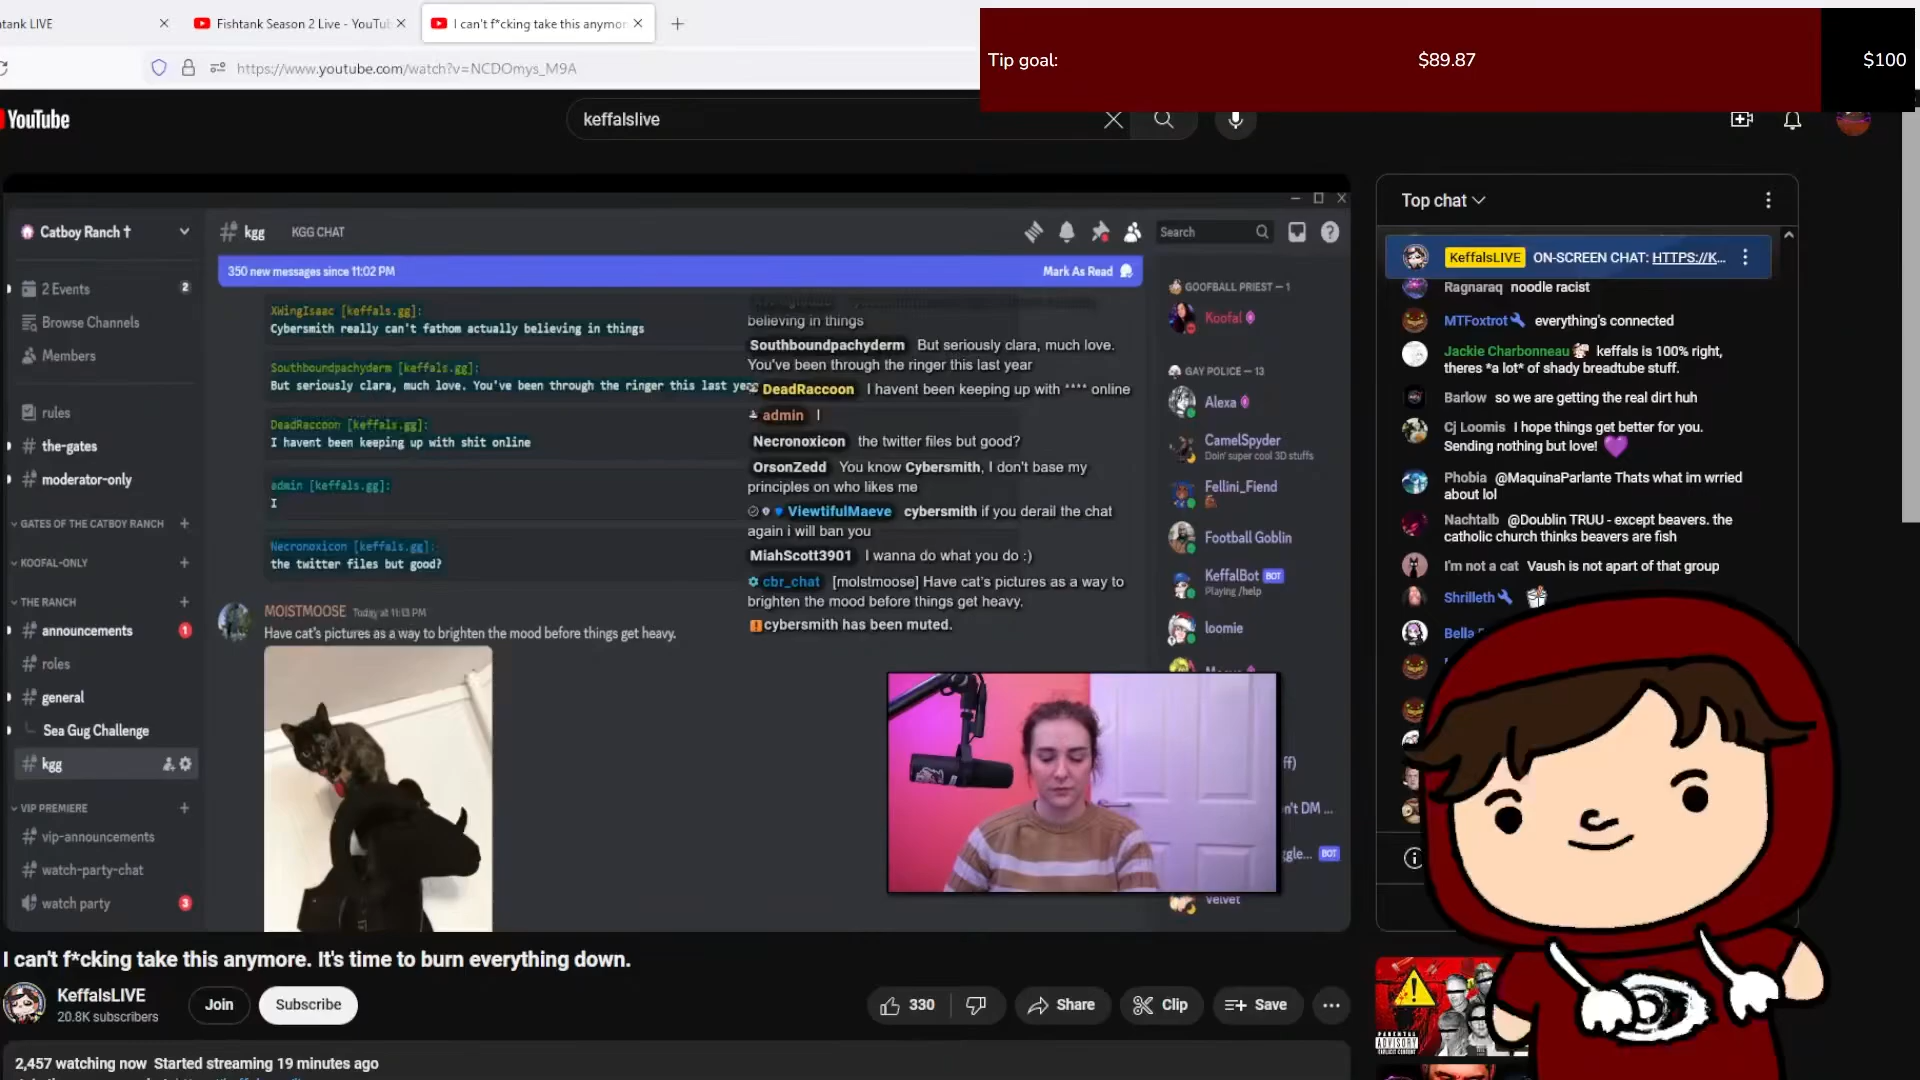 tank LIVE
Fishtank Season 2 Live - YouTub
I can't f*cking take this anymor
https://www.youtube.com/watch?v=NCDOmys_M9A
Tip goal:
$89.87
$100
YouTube
keffalslive
Catboy Ranch †
2 Events
2
Browse Channels
Members
rules
the-gates
moderator-only
GATES OF THE CATBOY RANCH
KOOFAL-ONLY
THE RANCH
announcements
1
roles
general
Sea Gug Challenge
kgg
VIP PREMIERE
vip-announcements
watch-party-chat
watch party
3
kgg
KGG CHAT
Search
350 new messages since 11:02 PM
Mark As Read
XWingIsaac [keffals.gg]:
Cybersmith really can't fathom actually believing in things
Southboundpachyderm [keffals.gg]:
But seriously clara, much love. You've been through the ringer this last
DeadRaccoon [keffals.gg]:
I havent been keeping up with shit online
admin [keffals.gg]:
I
Necronoxicon [keffals.gg]:
the twitter files but good?
MOISTMOOSE Today at 11:13 PM
Have cat's pictures as a way to brighten the mood before things get heavy.
believing in things
Southboundpachyderm But seriously clara, much love.
You've been through the ringer this last year
DeadRaccoon I havent been keeping up with **** online
admin I
Necronoxicon the twitter files but good?
OrsonZedd You know Cybersmith, I don't base my
principles on who likes me
ViewtifulMaeve cybersmith if you derail the chat
again i will ban you
MiahScott3901 I wanna do what you do :)
cbr_chat [moistmoose] Have cat's pictures as a way to
brighten the mood before things get heavy.
cybersmith has been muted.
GOOFBALL PRIEST — 1
Koofal
GAY POLICE — 13
Alexa
CamelSpyder
Doin' super cool 3D stuffs
Fellini_Fiend
Football Goblin
KeffalBot BOT
Playing /help
loomie
ff)
n't DM ...
ggle... BOT
Velvet
Top chat
KeffalsLIVE ON-SCREEN CHAT: HTTPS://K...
Ragnaraq noodle racist
MTFoxtrot everything's connected
Jackie Charbonneau keffals is 100% right,
theres *a lot* of shady breadtube stuff.
Barlow so we are getting the real dirt huh
Cj Loomis I hope things get better for you.
Sending nothing but love!
Phobia @MaquinaParlante Thats what im wrried
about lol
Nachtalb @Doublin TRUU - except beavers. the
catholic church thinks beavers are fish
I'm not a cat Vaush is not apart of that group
Shrilleth
Bella
I can't f*cking take this anymore. It's time to burn everything down.
KeffalsLIVE
20.8K subscribers
Join
Subscribe
330
Share
Clip
Save
2,457 watching now Started streaming 19 minutes ago
PARENTAL
ADVISORY
EXPLICIT CONTENT